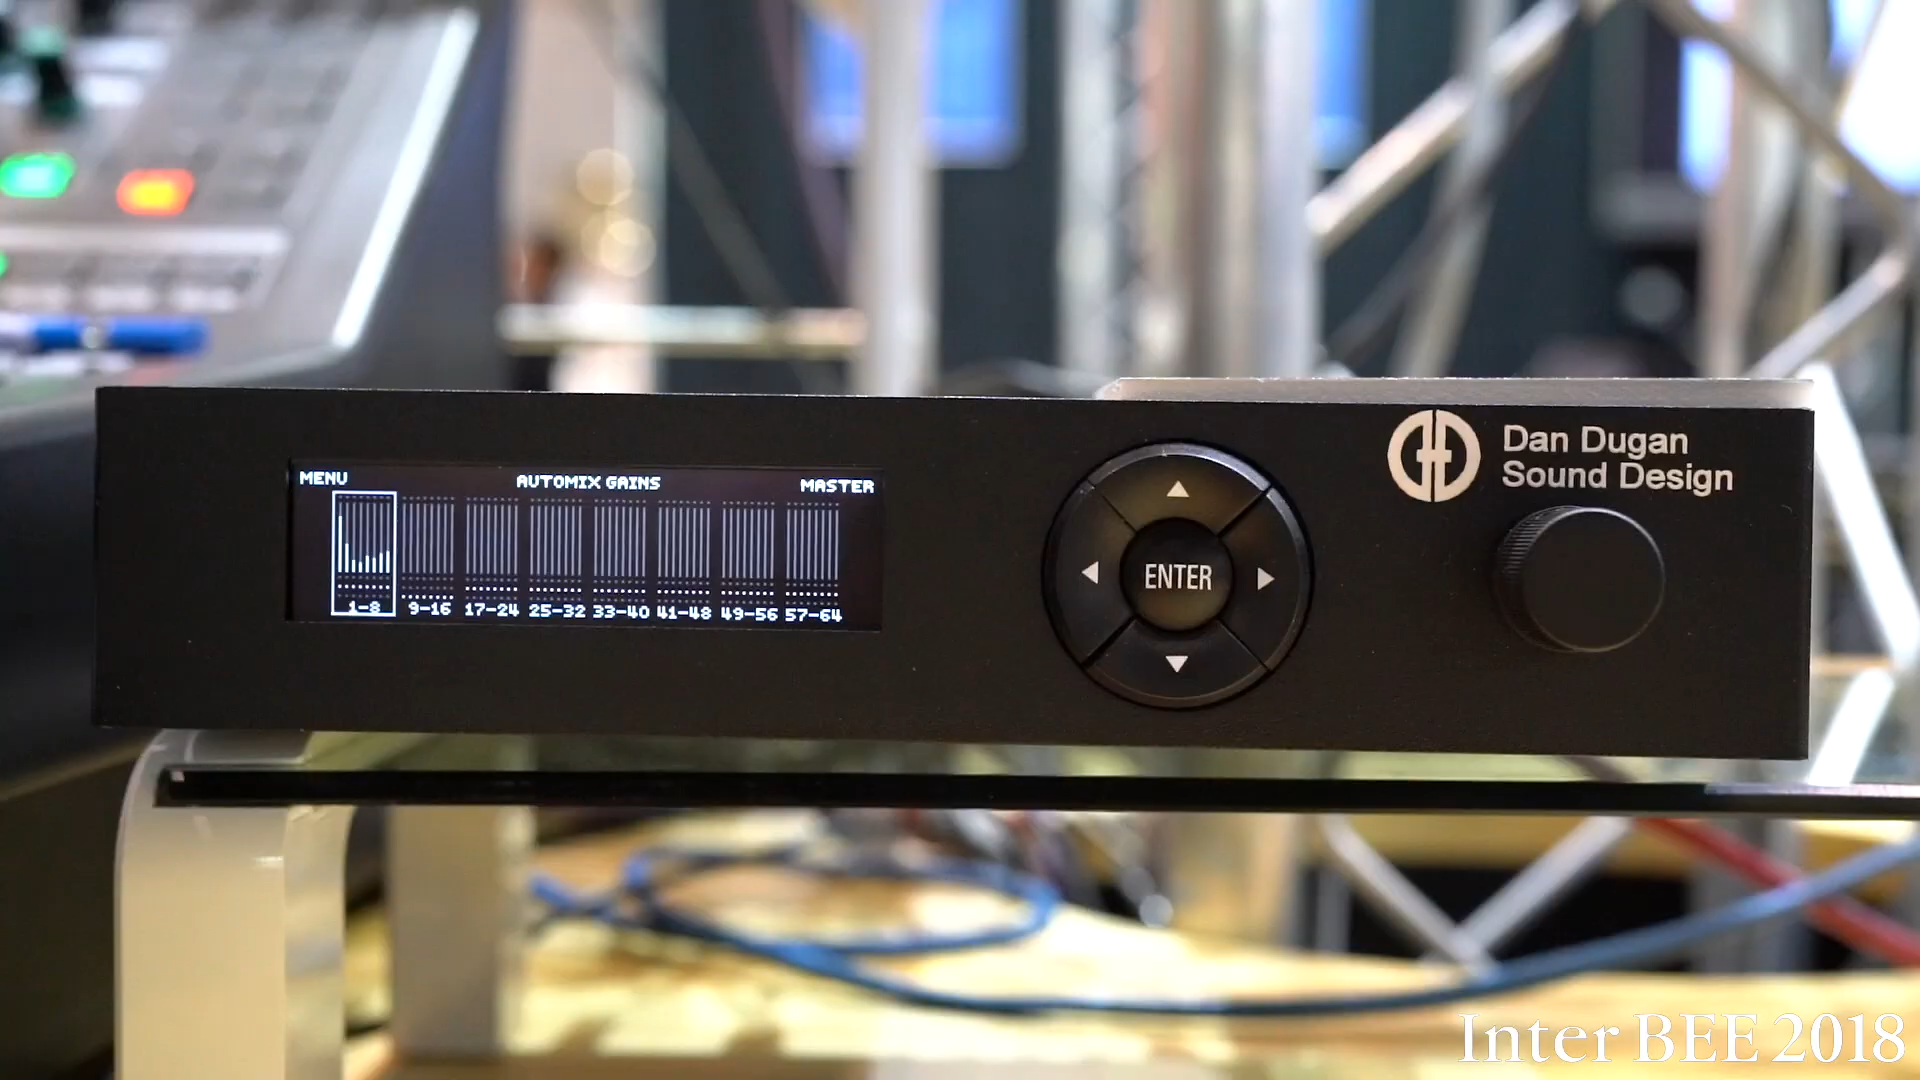 MENU AUTOMIX GAINS MASTER
1-8 9-16 17-24 25-32 33-40 41-48 49-56 57-64
ENTER
Dan Dugan
Sound Design
Inter BEE 2018